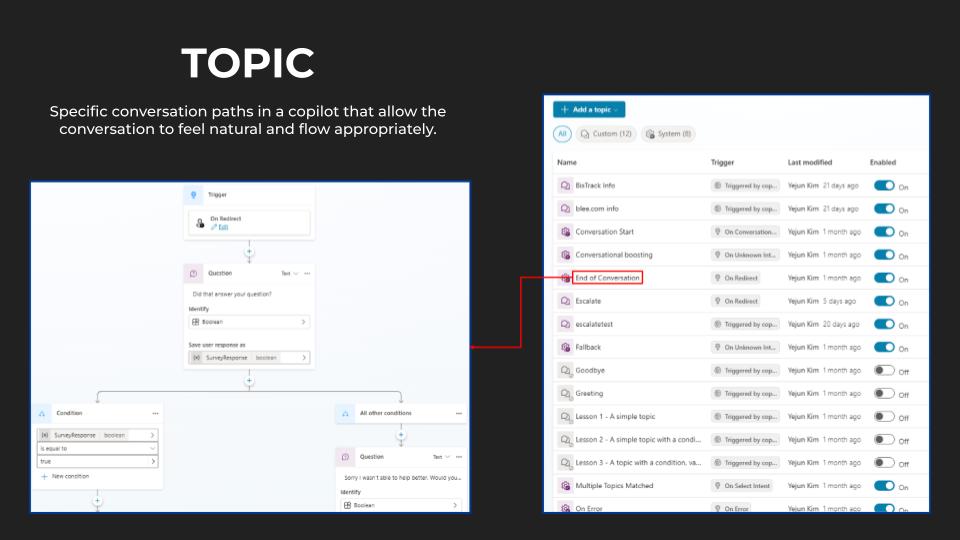 TOPIC
Specific conversation paths in a copilot that allow the
conversation to feel natural and flow appropriately.
Trigger
On Redirect
Edit
Question Text
Did that answer your question?
Identify
Boolean
Save user response as
{x} SurveyResponse boolean
Condition
{x} SurveyResponse boolean
is equal to
true
+ New condition
All other conditions
Question Text
Sorry I wasn't able to help better. Would you...
Identify
Boolean
+ Add a topic
All Custom (12) System (8)
Name Trigger Last modified Enabled
BisTrack Info Triggered by cop... Yejun Kim 21 days ago On
blee.com info Triggered by cop... Yejun Kim 21 days ago On
Conversation Start On Conversation... Yejun Kim 1 month ago On
Conversational boosting On Unknown Int... Yejun Kim 1 month ago On
End of Conversation On Redirect Yejun Kim 1 month ago On
Escalate On Redirect Yejun Kim 5 days ago On
escalatetest Triggered by cop... Yejun Kim 20 days ago On
Fallback On Unknown Int... Yejun Kim 1 month ago On
Goodbye Triggered by cop... Yejun Kim 1 month ago Off
Greeting Triggered by cop... Yejun Kim 1 month ago Off
Lesson 1 - A simple topic Triggered by cop... Yejun Kim 1 month ago Off
Lesson 2 - A simple topic with a condi... Triggered by cop... Yejun Kim 1 month ago Off
Lesson 3 - A topic with a condition, va... Triggered by cop... Yejun Kim 1 month ago Off
Multiple Topics Matched On Select Intent Yejun Kim 1 month ago On
On Error On Error Yejun Kim 1 month ago On